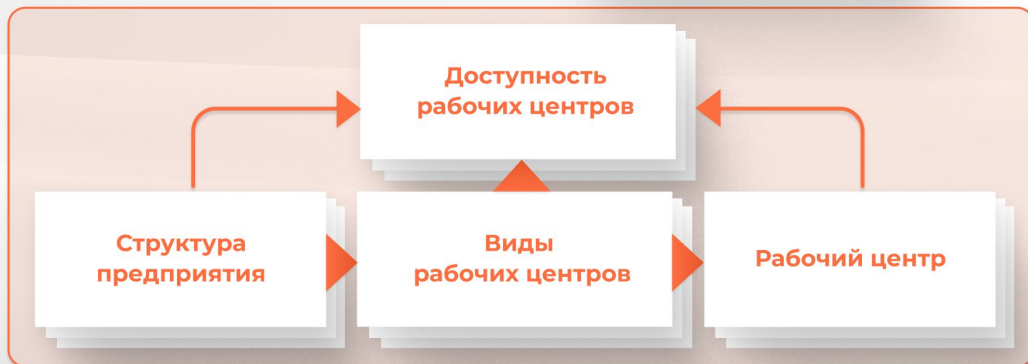 Доступность
рабочих центров
Структура
предприятия
Виды
рабочих центров
Рабочий центр